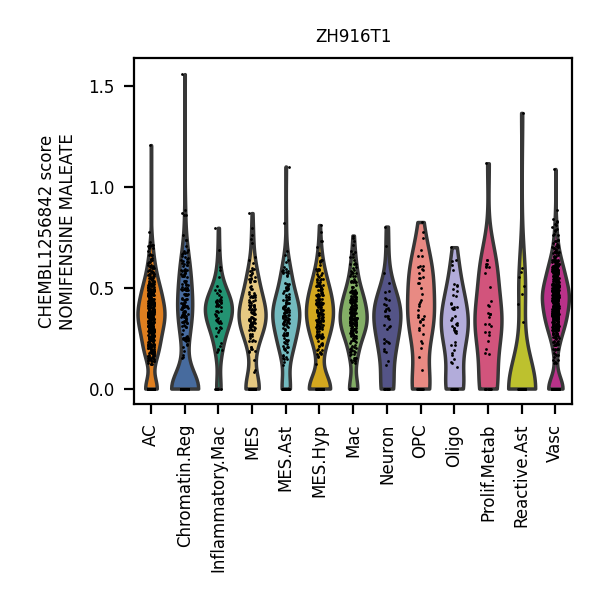 ZH916T1
CHEMBL1256842 score
NOMIFENSINE MALEATE
1.5
1.0
0.5
0.0
AC
Chromatin.Reg
Inflammatory.Mac
MES
MES.Ast
MES.Hyp
Mac
Neuron
OPC
Oligo
Prolif.Metab
Reactive.Ast
Vasc